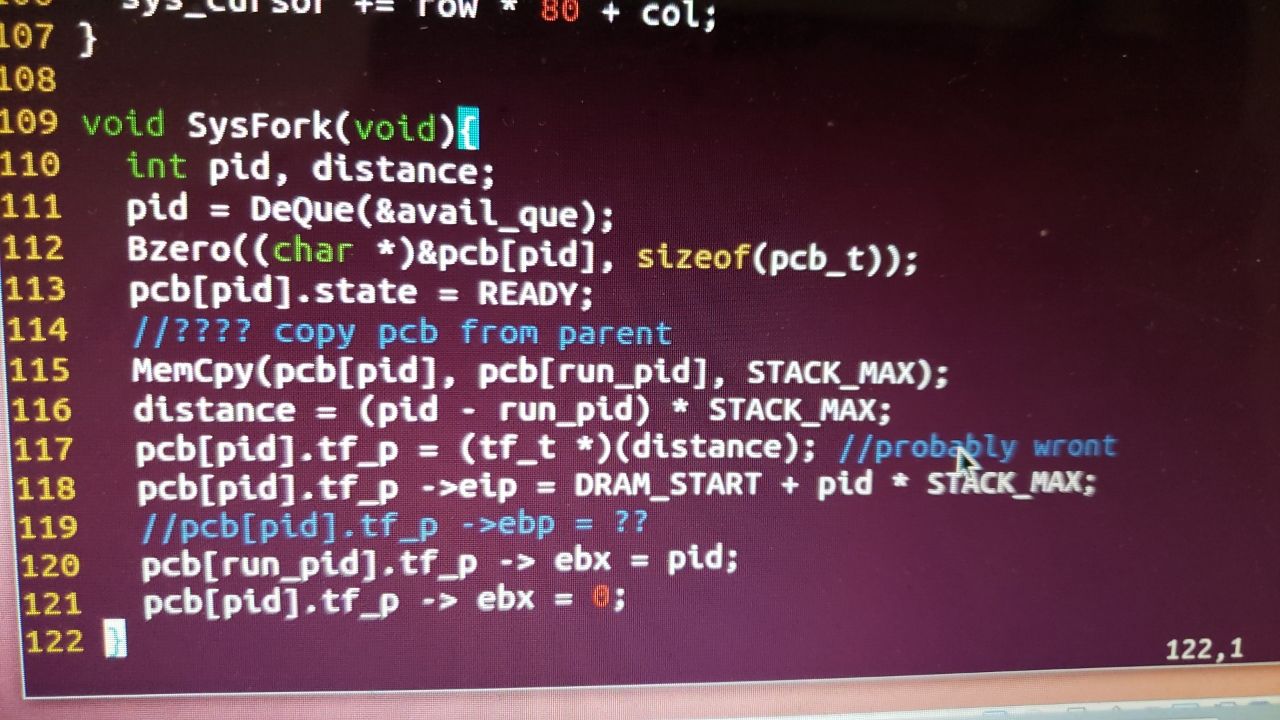 106 sys_cursor += row * 80 + col;
107 }
108
109 void SysFork(void){
110 int pid, distance;
111 pid = DeQue(&avail_que);
112 Bzero((char *)&pcb[pid], sizeof(pcb_t));
113 pcb[pid].state = READY;
114 //???? copy pcb from parent
115 MemCpy(pcb[pid], pcb[run_pid], STACK_MAX);
116 distance = (pid - run_pid) * STACK_MAX;
117 pcb[pid].tf_p = (tf_t *)(distance); //probably wront
118 pcb[pid].tf_p ->eip = DRAM_START + pid * STACK_MAX;
119 //pcb[pid].tf_p ->ebp = ??
120 pcb[run_pid].tf_p -> ebx = pid;
121 pcb[pid].tf_p -> ebx = 0;
122 }
122,1